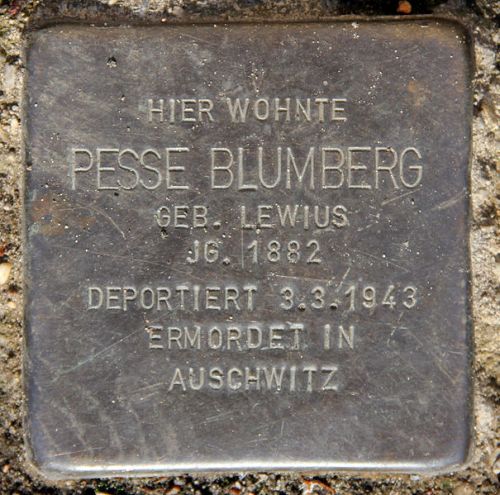 HIER WOHNTE
PESSE BLUMBERG
GEB. LEWIUS
JG. 1882
DEPORTIERT 3.3.1943
ERMORDET IN
AUSCHWITZ